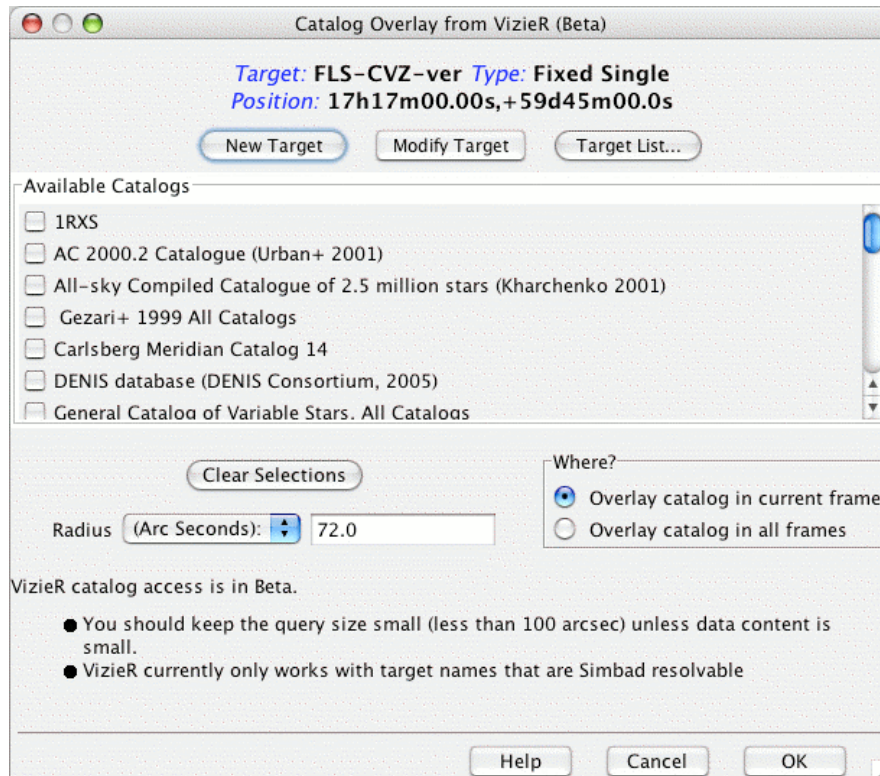 Catalog Overlay from VizieR (Beta)
Target: FLS-CVZ-ver Type: Fixed Single
Position: 17h17m00.00s,+59d45m00.0s
New Target Modify Target Target List...
Available Catalogs
1RXS
AC 2000.2 Catalogue (Urban+ 2001)
All-sky Compiled Catalogue of 2.5 million stars (Kharchenko 2001)
Gezari+ 1999 All Catalogs
Carlsberg Meridian Catalog 14
DENIS database (DENIS Consortium, 2005)
General Catalog of Variable Stars. All Catalogs
Clear Selections
Radius (Arc Seconds): 72.0
Where?
Overlay catalog in current frame
Overlay catalog in all frames
VizieR catalog access is in Beta.
You should keep the query size small (less than 100 arcsec) unless data content is
small.
VizieR currently only works with target names that are Simbad resolvable
Help Cancel OK